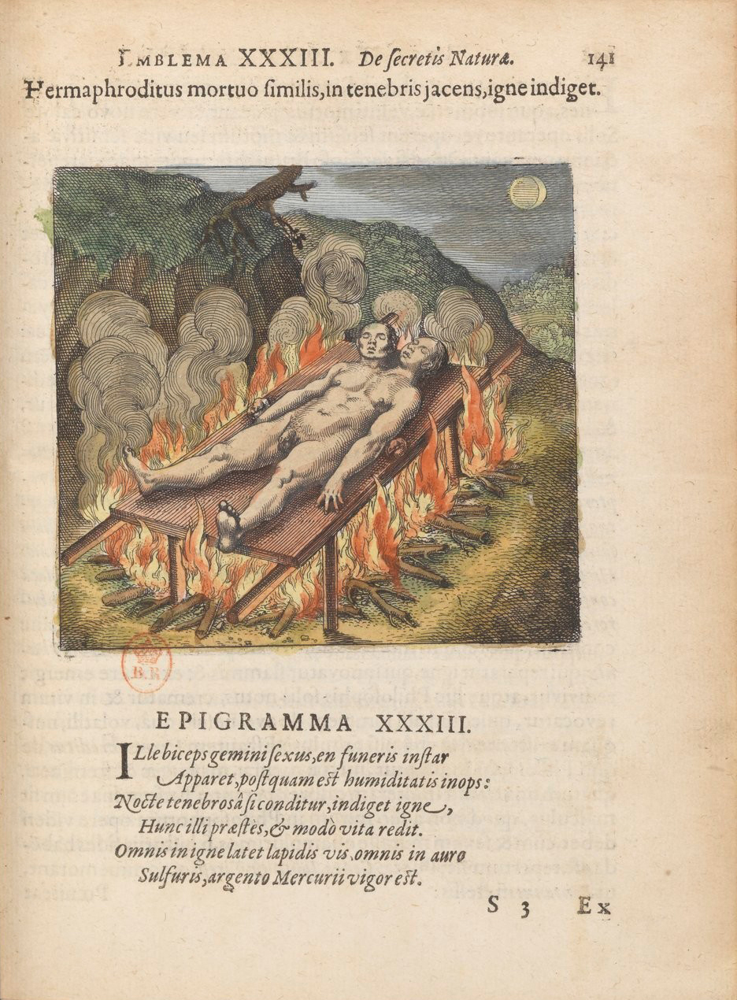 EMBLEMA XXXIII. De ſecretis Naturæ. 141
Hermaphroditus mortuo ſimilis, in tenebris jacens, igne indiget.
B. R
EPIGRAMMA XXXIII.
ILle biceps gemini ſexus, en funeris inſtar
Apparet, poſtquam eſt humiditatis inops:
Nocte tenebrosâ ſi conditur, indiget igne,
Hunc illi præſtes, & modò vita redit.
Omnis in igne latet lapidis vis, omnis in auro
Sulfuris, argento Mercurii vigor eſt.
S 3 Ex